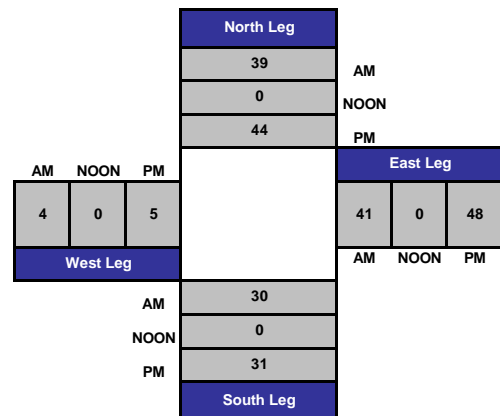 North Leg
39 AM
0 NOON
44 PM
AM NOON PM East Leg
4 0 5 41 0 48
West Leg AM NOON PM
AM 30
NOON 0
PM 31
South Leg